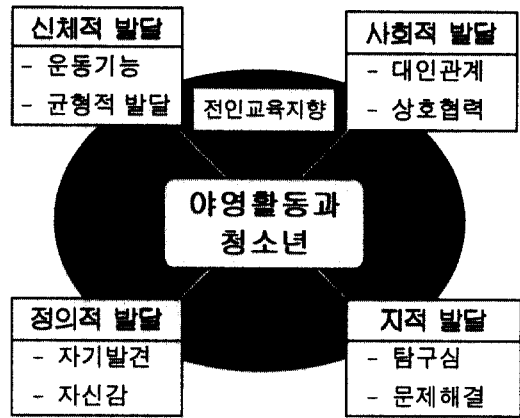 신체적 발달
- 운동기능
- 균형적 발달
사회적 발달
- 대인관계
- 상호협력
전인교육지향
야영활동과
청소년
정의적 발달
- 자기발견
- 자신감
지적 발달
- 탐구심
- 문제해결